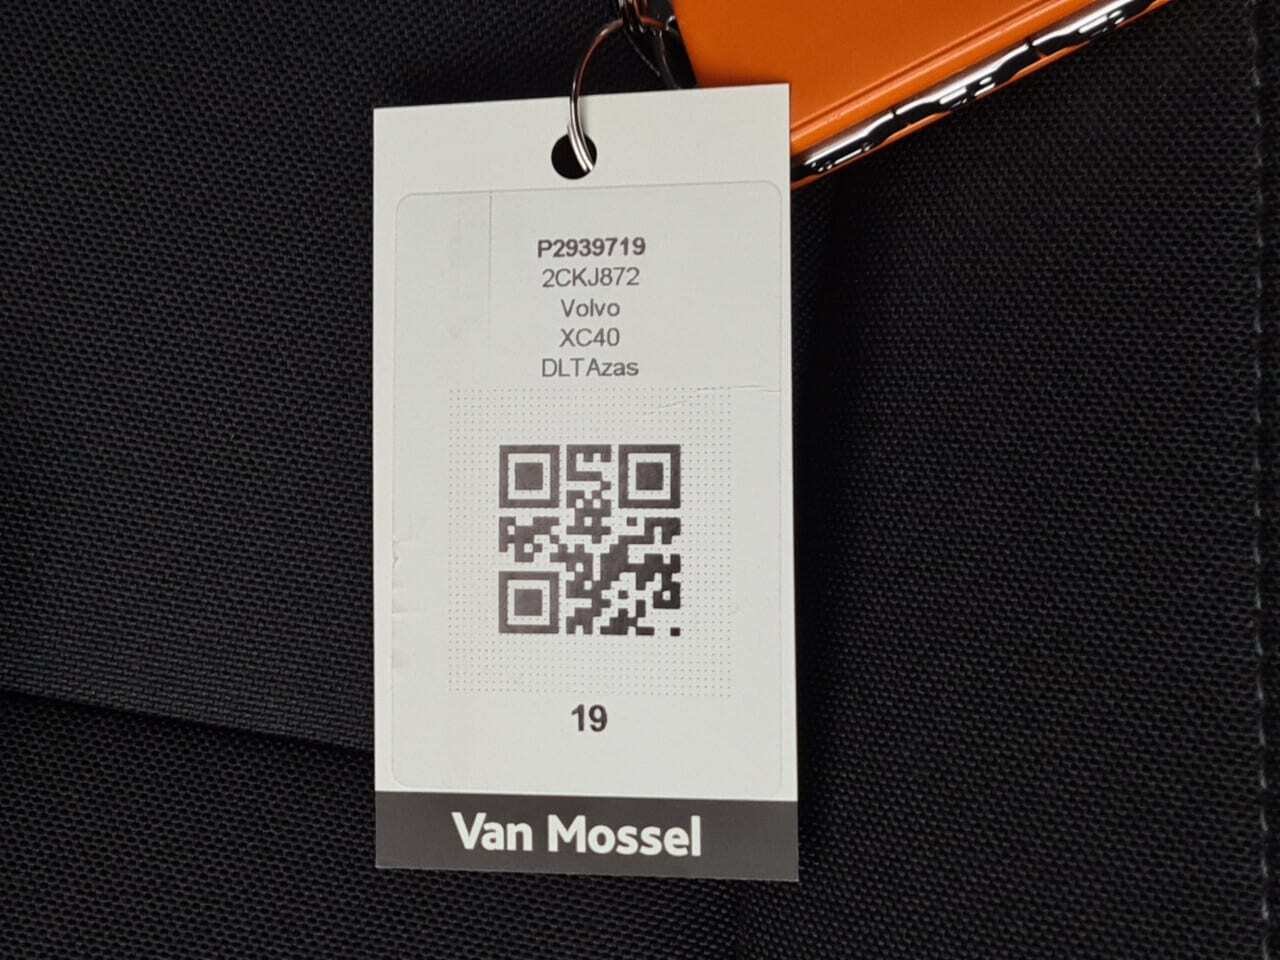 P2939719
2CKJ872
Volvo
XC40
DLTAzas
19
Van Mossel